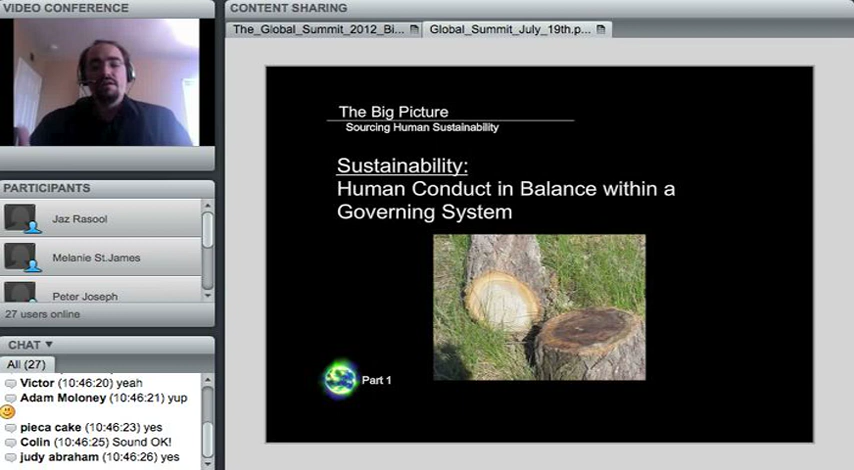 VIDEO CONFERENCE
CONTENT SHARING
The_Global_Summit_2012_Bi...
Global_Summit_July_19th.p...
The Big Picture
Sourcing Human Sustainability
Sustainability:
Human Conduct in Balance within a
Governing System
Part 1
PARTICIPANTS
Jaz Rasool
Melanie St.James
Peter Joseph
27 users online
CHAT
All (27)
Victor (10:46:20) yeah
Adam Moloney (10:46:21) yup
pieca cake (10:46:23) yes
Colin (10:46:25) Sound OK!
judy abraham (10:46:26) yes